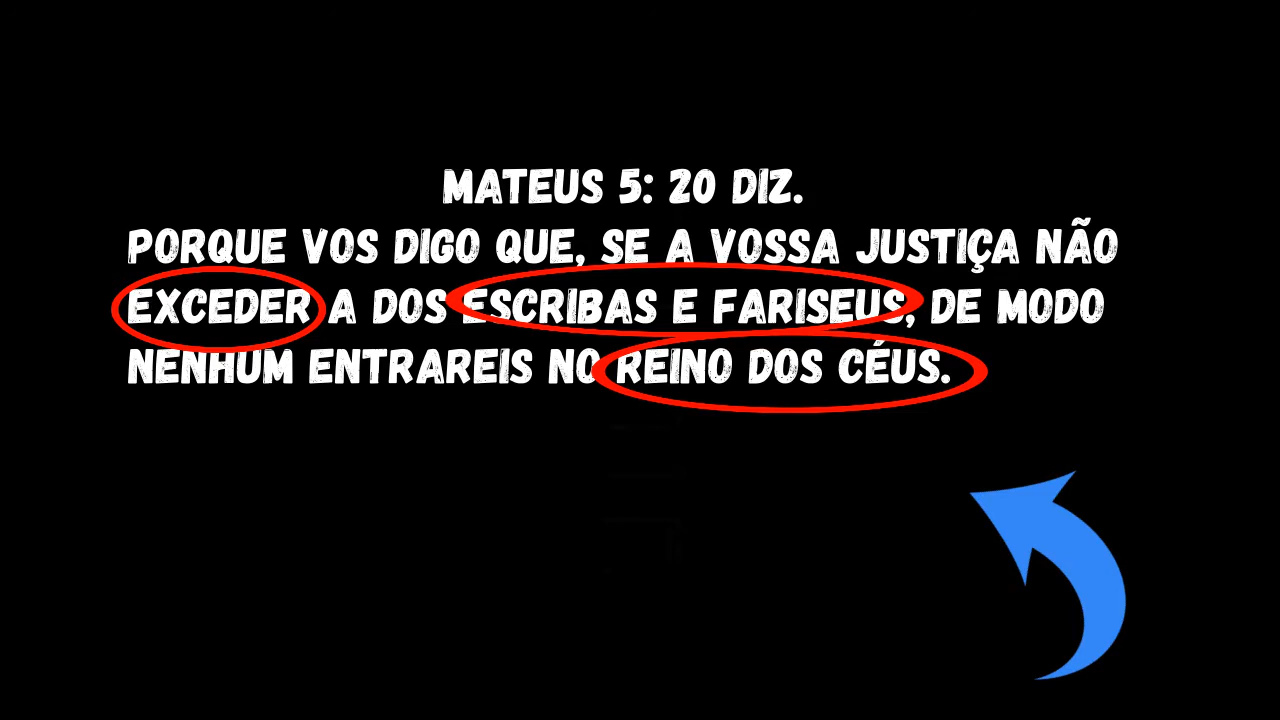 MATEUS 5: 20 DIZ.
PORQUE VOS DIGO QUE, SE A VOSSA JUSTIÇA NÃO
EXCEDER A DOS ESCRIBAS E FARISEUS, DE MODO
NENHUM ENTRAREIS NO REINO DOS CÉUS.